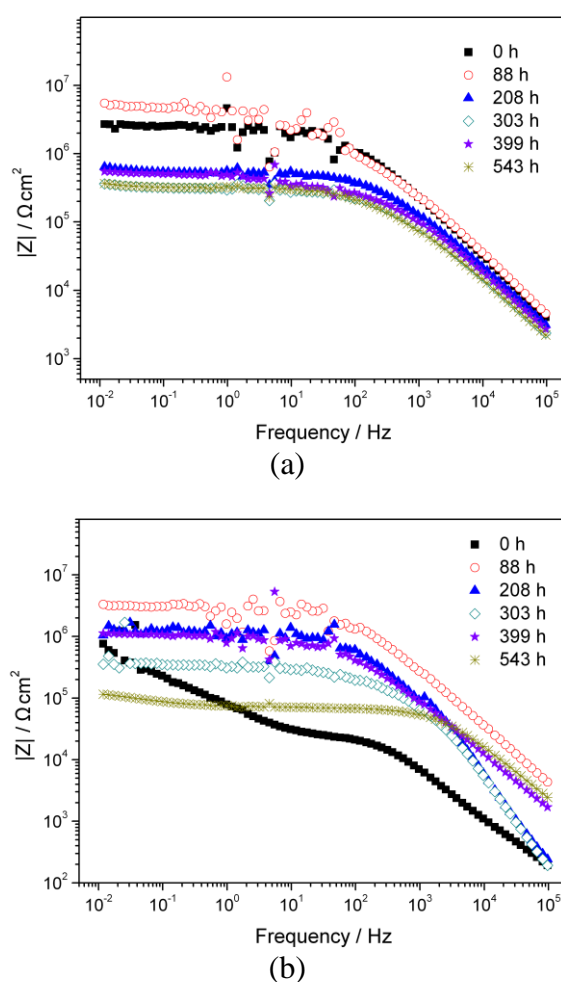 0 h
88 h
208 h
303 h
399 h
543 h
10^7
10^6
10^5
10^4
10^3
|Z| / Ω cm^2
10^-2 10^-1 10^0 10^1 10^2 10^3 10^4 10^5
Frequency / Hz
(a)
0 h
88 h
208 h
303 h
399 h
543 h
10^7
10^6
10^5
10^4
10^3
10^2
|Z| / Ω cm^2
10^-2 10^-1 10^0 10^1 10^2 10^3 10^4 10^5
Frequency / Hz
(b)